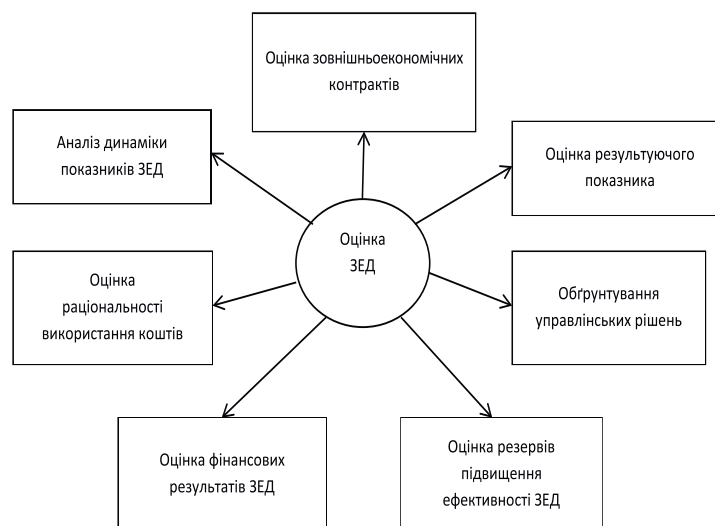 Оцінка зовнішньоекономічних
контрактів
Аналіз динаміки
показників ЗЕД
Оцінка результуючого
показника
Оцінка
ЗЕД
Оцінка
раціональності
використання коштів
Обґрунтування
управлінських рішень
Оцінка фінансових
результатів ЗЕД
Оцінка резервів
підвищення
ефективності ЗЕД